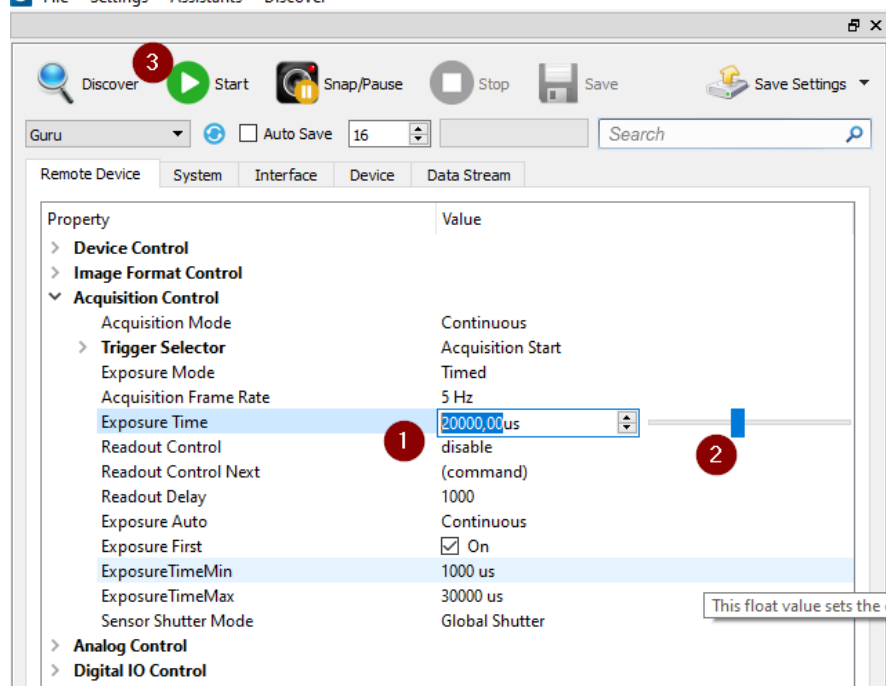 File Settings Assistants Discover
3
Discover Start Snap/Pause Stop Save Save Settings
Guru Auto Save 16 Search
Remote Device System Interface Device Data Stream
Property Value
Device Control
Image Format Control
Acquisition Control
Acquisition Mode Continuous
Trigger Selector Acquisition Start
Exposure Mode Timed
Acquisition Frame Rate 5 Hz
Exposure Time 20000,00us
1
2
Readout Control disable
Readout Control Next (command)
Readout Delay 1000
Exposure Auto Continuous
Exposure First On
ExposureTimeMin 1000 us
ExposureTimeMax 30000 us
This float value sets the
Sensor Shutter Mode Global Shutter
Analog Control
Digital IO Control